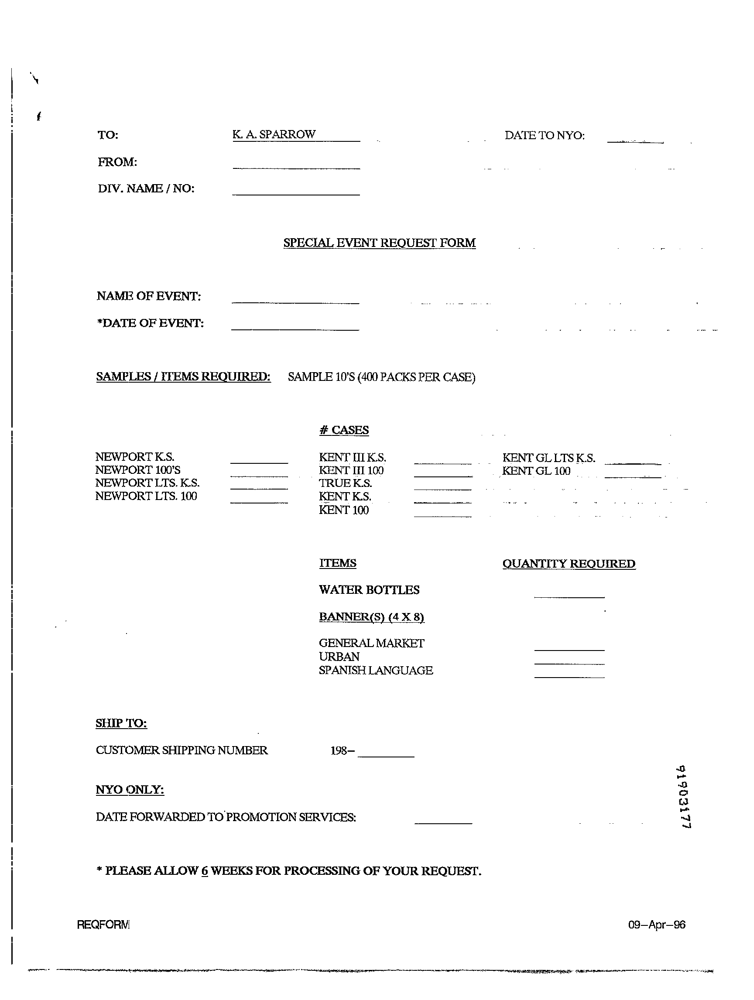 TO: K. A. SPARROW DATE TO NYO:
FROM:
DIV. NAME / NO:
SPECIAL EVENT REQUEST FORM
NAME OF EVENT:
*DATE OF EVENT:
SAMPLES / ITEMS REQUIRED: SAMPLE 10'S (400 PACKS PER CASE)
# CASES
NEWPORT K.S. KENT III K.S. KENT GL LTS K.S.
NEWPORT 100'S KENT III 100 KENT GL 100
NEWPORT LTS. K.S. TRUE K.S.
NEWPORT LTS. 100 KENT K.S.
KENT 100
ITEMS QUANTITY REQUIRED
WATER BOTTLES
BANNER(S) (4 X 8)
GENERAL MARKET
URBAN
SPANISH LANGUAGE
SHIP TO:
CUSTOMER SHIPPING NUMBER 198-
NYO ONLY:
DATE FORWARDED TO PROMOTION SERVICES:
* PLEASE ALLOW 6 WEEKS FOR PROCESSING OF YOUR REQUEST.
REQFORM 09-Apr-96
91903177